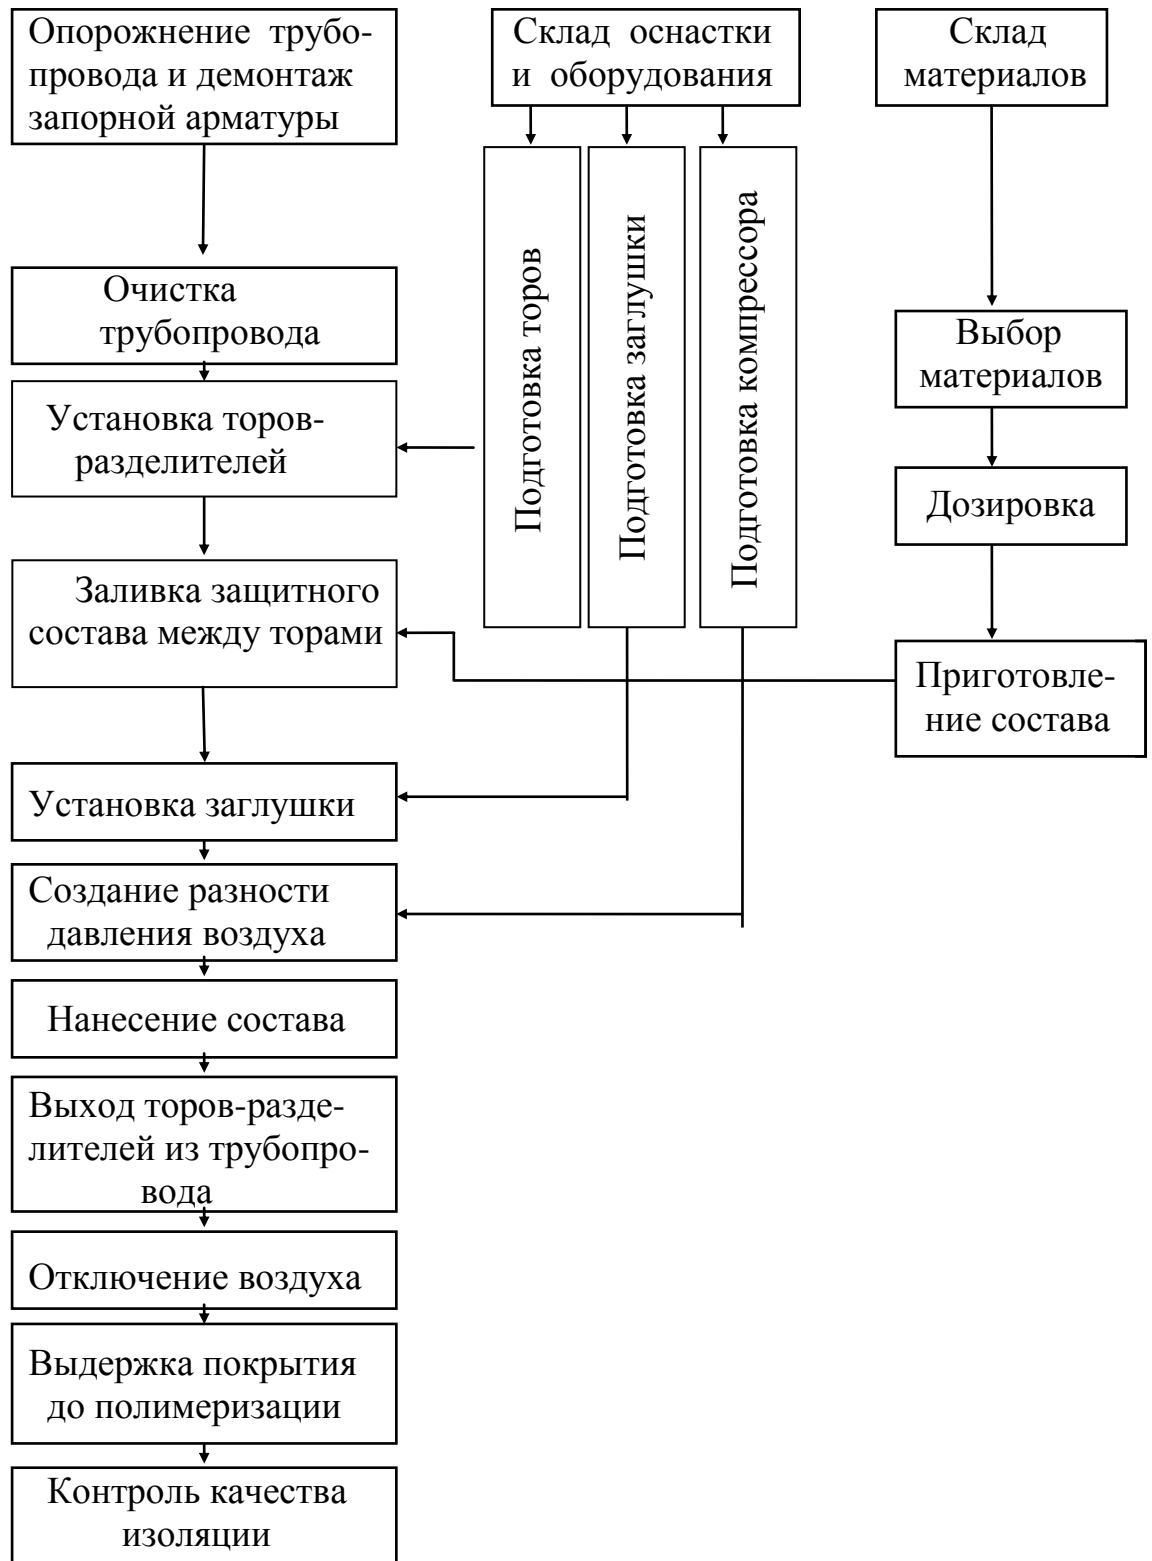 Опорожнение трубо-
провода и демонтаж
запорной арматуры
Склад оснастки
и оборудования
Склад
материалов
Подготовка торов
Подготовка заглушки
Подготовка компрессора
Очистка
трубопровода
Выбор
материалов
Установка торов-
разделителей
Дозировка
Заливка защитного
состава между торами
Приготовле-
ние состава
Установка заглушки
Создание разности
давления воздуха
Нанесение состава
Выход торов-разде-
лителей из трубопро-
вода
Отключение воздуха
Выдержка покрытия
до полимеризации
Контроль качества
изоляции